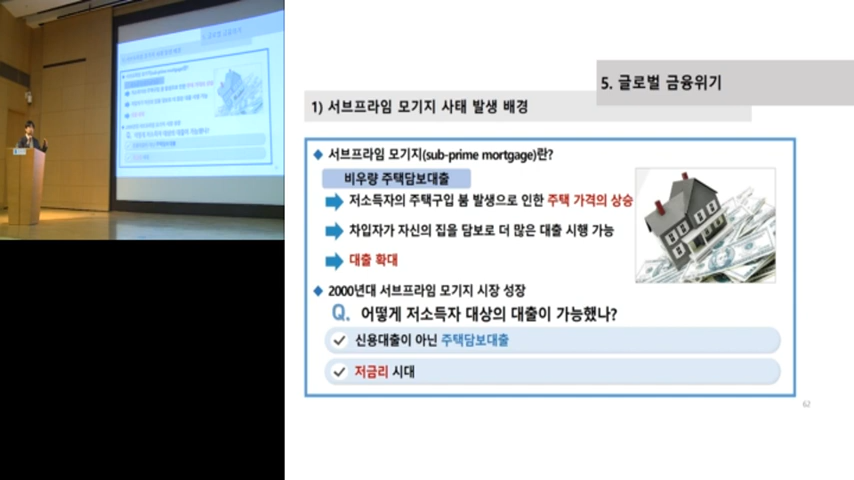 5. 글로벌 금융위기
1) 서브프라임 모기지 사태 발생 배경
서브프라임 모기지(sub-prime mortgage)란?
비우량 주택담보대출
저소득자의 주택구입 붐 발생으로 인한 주택 가격의 상승
차입자가 자신의 집을 담보로 더 많은 대출 시행 가능
대출 확대
2000년대 서브프라임 모기지 시장 성장
Q. 어떻게 저소득자 대상의 대출이 가능했나?
신용대출이 아닌 주택담보대출
저금리 시대
62